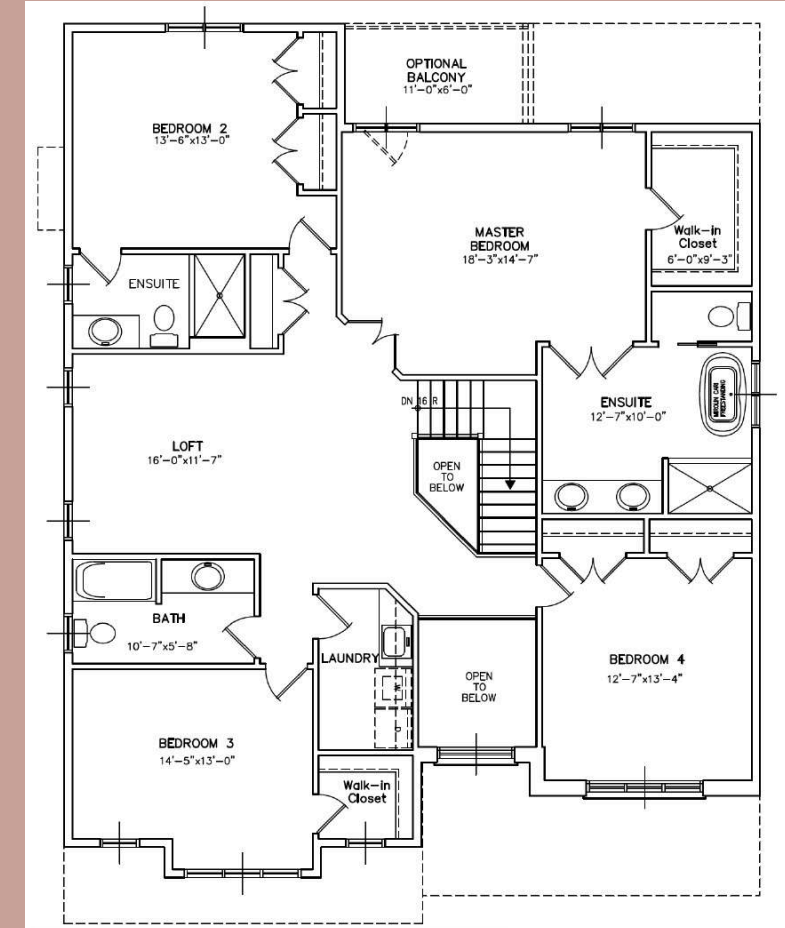 OPTIONAL
BALCONY
11'-0"x6'-0"
BEDROOM 2
13'-6"x13'-0"
MASTER
BEDROOM
18'-3"x14'-7"
Walk-in
Closet
6'-0"x9'-3"
ENSUITE
ENSUITE
12'-7"x10'-0"
FREESTANDING
DN 16 R
LOFT
16'-0"x11'-7"
OPEN
TO
BELOW
BATH
10'-7"x5'-8"
LAUNDRY
W
D
OPEN
TO
BELOW
BEDROOM 4
12'-7"x13'-4"
BEDROOM 3
14'-5"x13'-0"
Walk-in
Closet